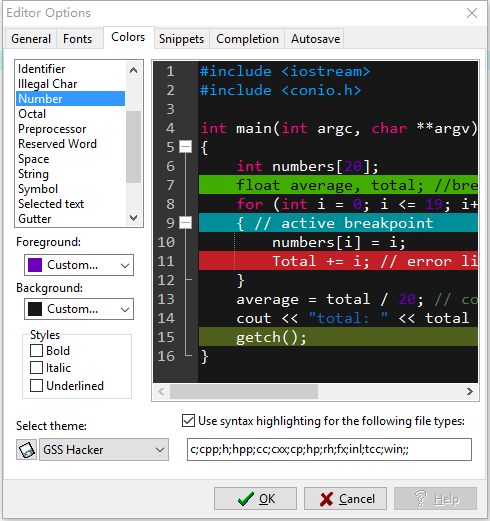 Editor Options
General Fonts Colors Snippets Completion Autosave
Identifier
Illegal Char
Number
Octal
Preprocessor
Reserved Word
Space
String
Symbol
Selected text
Gutter
Foreground:
Custom...
Background:
Custom...
Styles
Bold
Italic
Underlined
1 #include <iostream>
2 #include <conio.h>
3
4 int main(int argc, char **argv)
5 {
6 int numbers[20];
7 float average, total; //bre
8 for (int i = 0; i <= 19; i+
9 { // active breakpoint
10 numbers[i] = i;
11 Total += i; // error li
12 }
13 average = total / 20; // co
14 cout << "total: " << total
15 getch();
16 }
Select theme:
GSS Hacker
Use syntax highlighting for the following file types:
c;cpp;h;hpp;cc;cxx;cp;hp;rh;fx;inl;tcc;win;;
OK Cancel Help